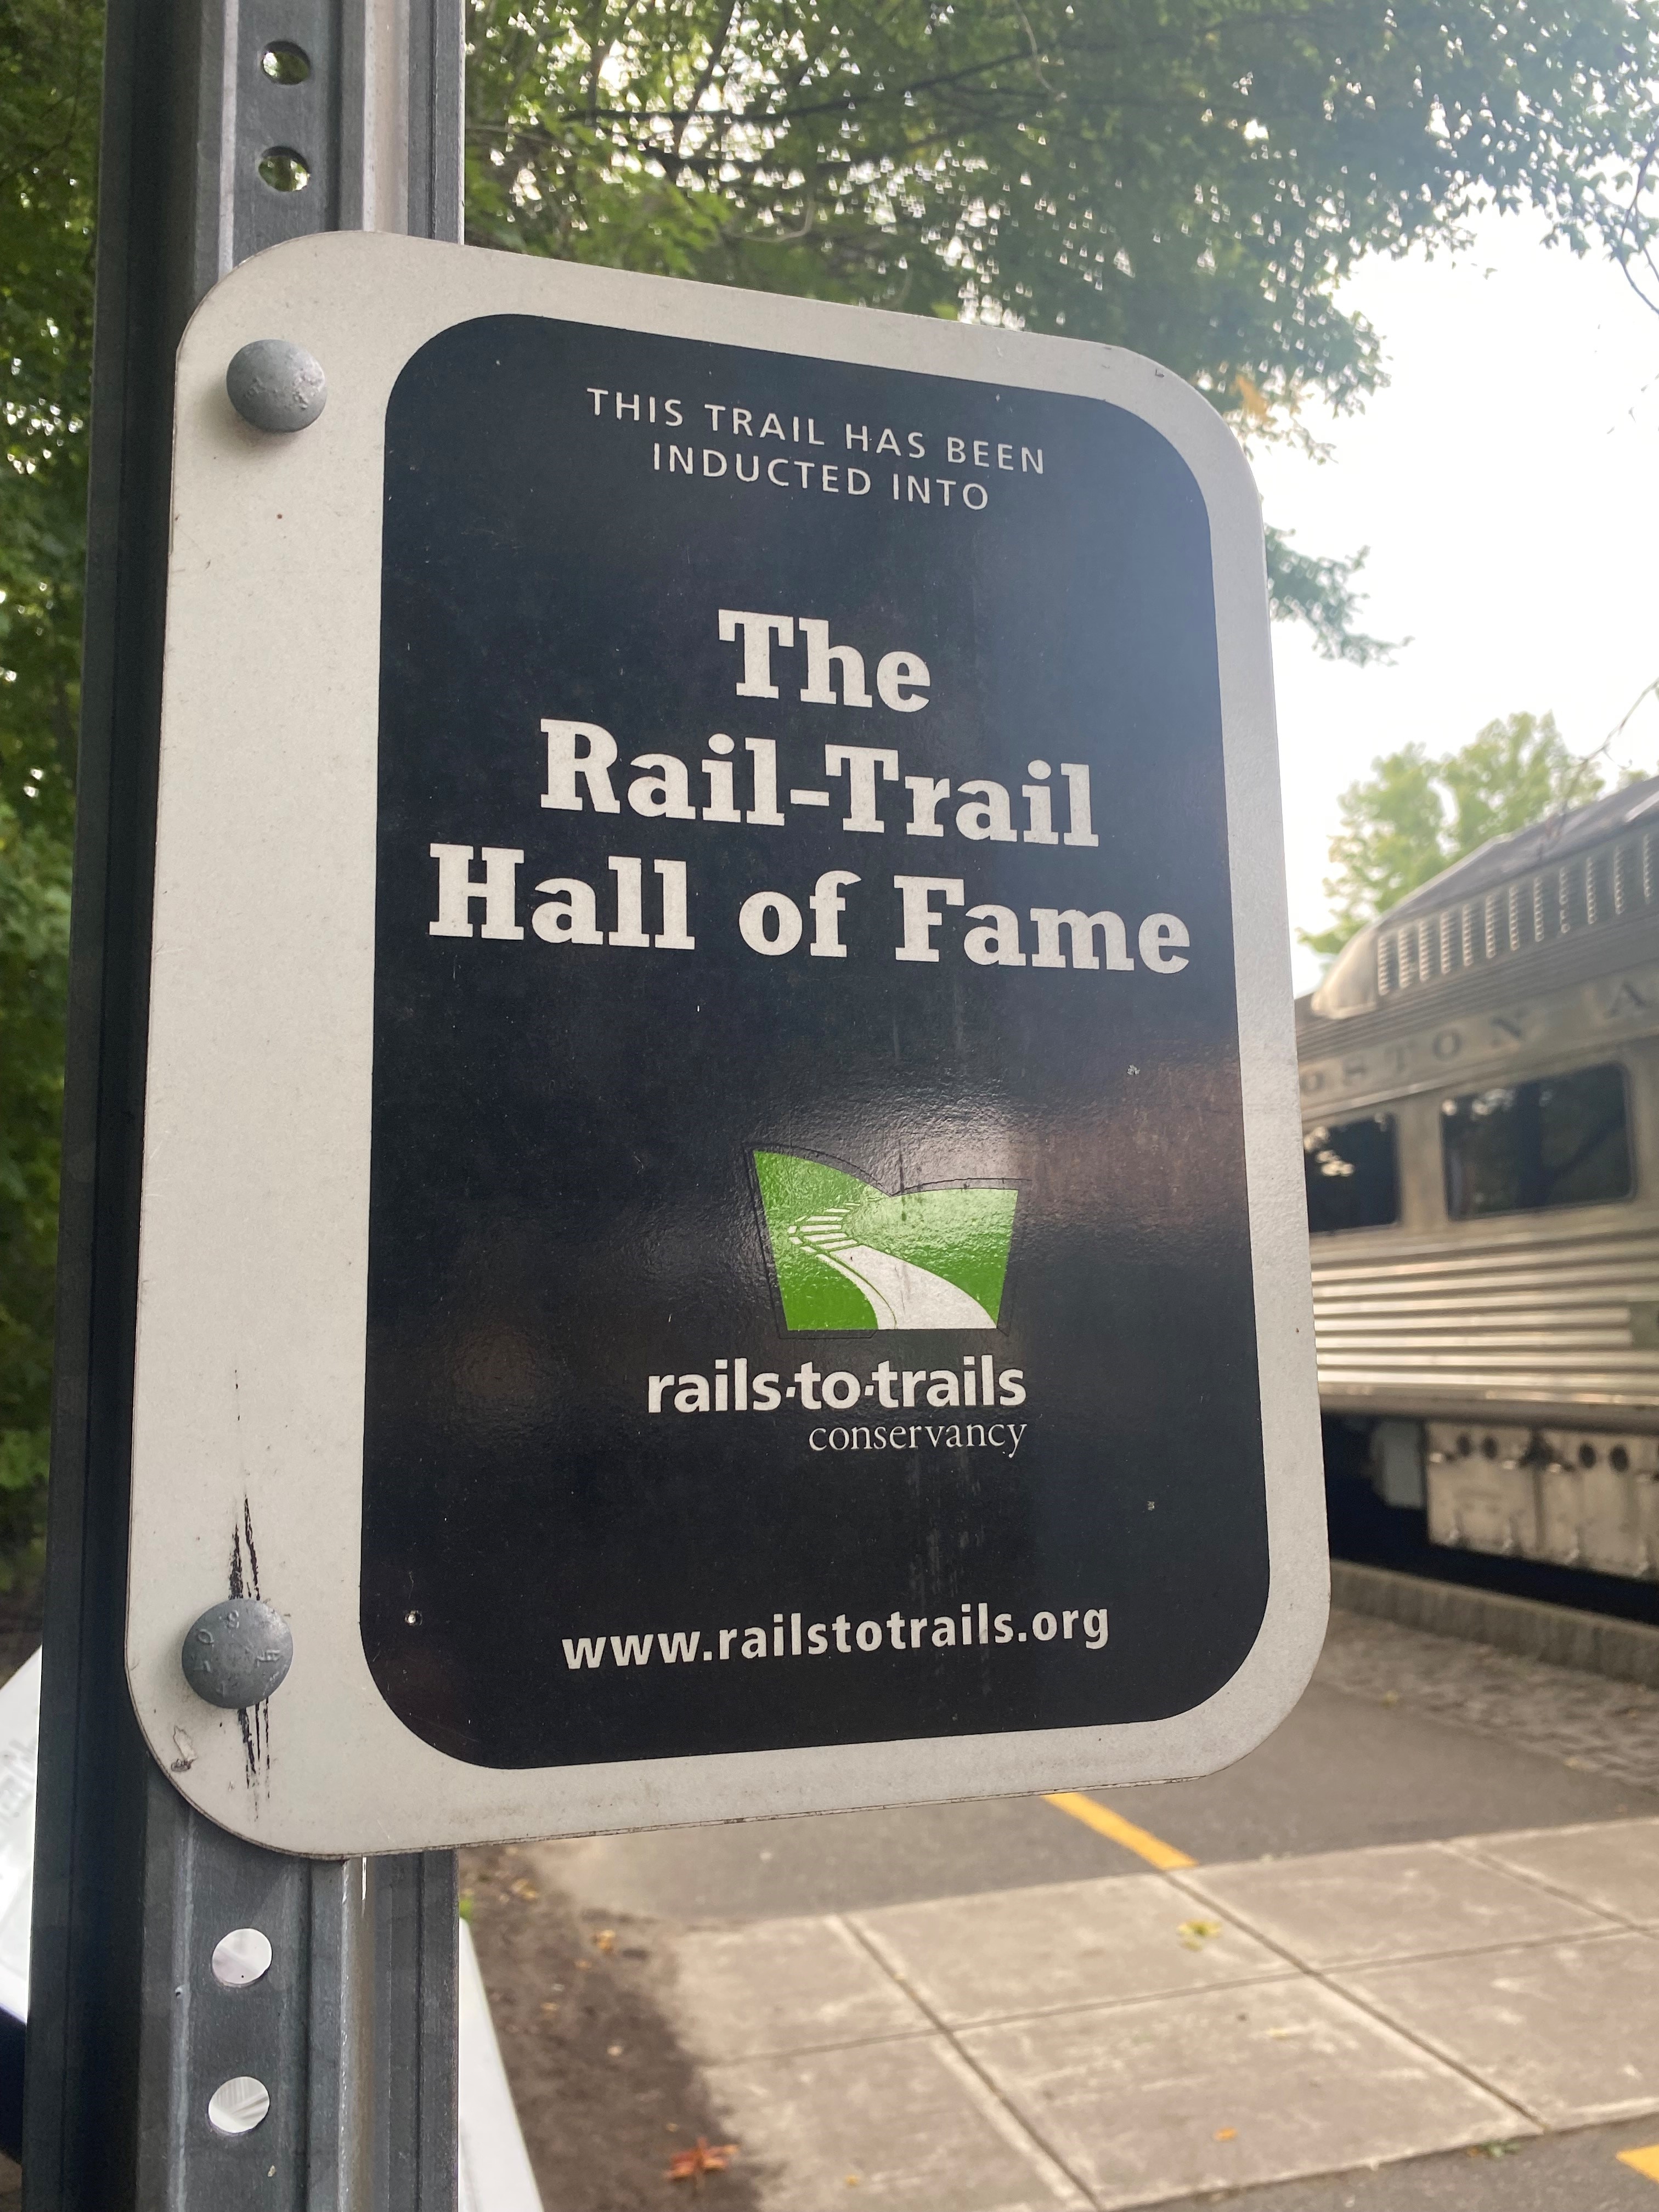 THIS TRAIL HAS BEEN
INDUCTED INTO
The
Rail-Trail
Hall of Fame
rails·to·trails
conservancy
www.railstotrails.org
OSTON A